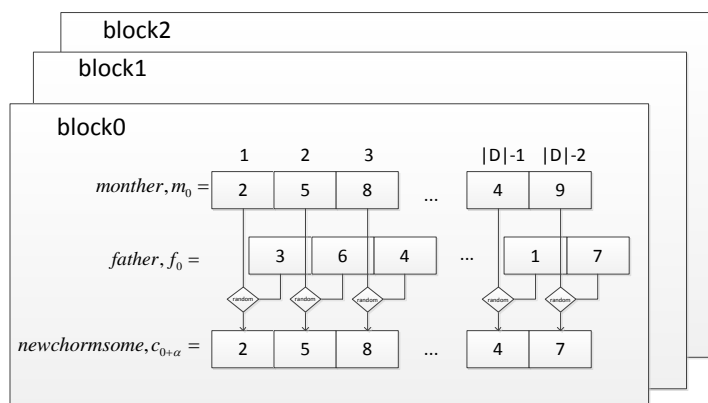 block2
block1
block0
1 2 3 |D|-1 |D|-2
monther, m0 = 2 5 8 ... 4 9
father, f0 = 3 6 4 ... 1 7
random random random random random
newchormsome, c0+α = 2 5 8 ... 4 7